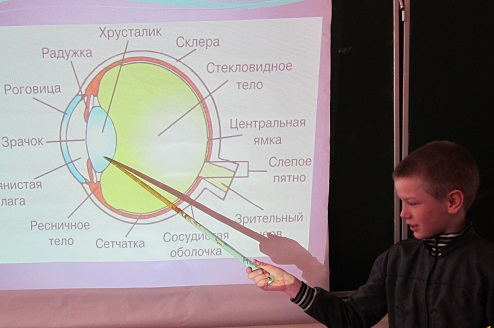 Хрусталик
Радужка
Склера
Роговица
Стекловидное
тело
Зрачок
Центральная
ямка
Слепое
пятно
Ресничное
тело
Сетчатка
Сосудистая
оболочка
Зрительный